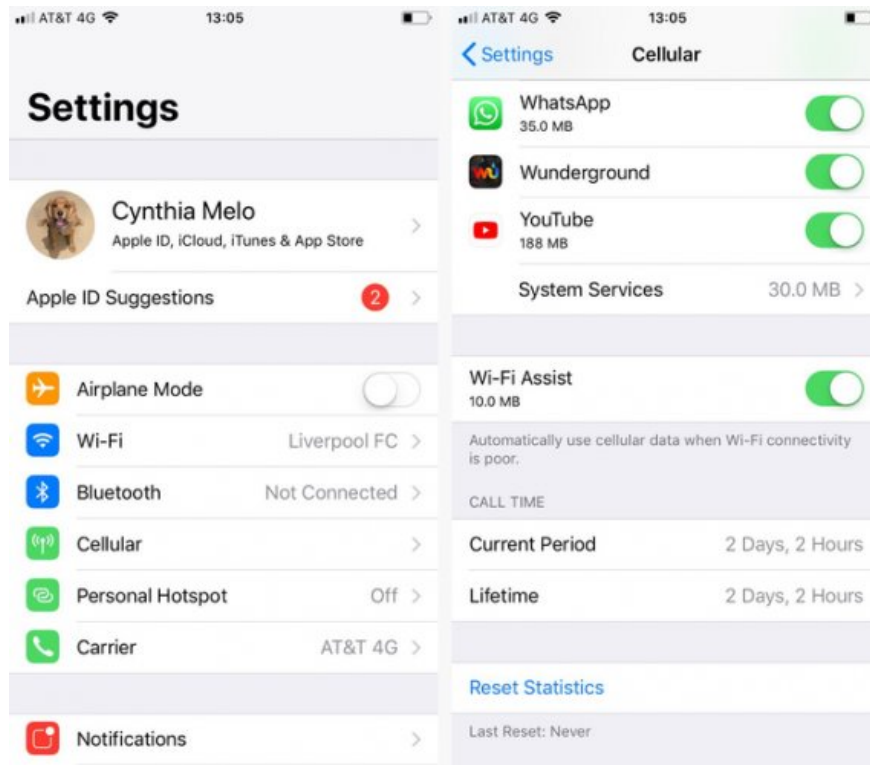 AT&T 4G 13:05
Settings
Cynthia Melo
Apple ID, iCloud, iTunes & App Store
Apple ID Suggestions 2
Airplane Mode
Wi-Fi Liverpool FC
Bluetooth Not Connected
Cellular
Personal Hotspot Off
Carrier AT&T 4G
Notifications
AT&T 4G 13:05
Settings Cellular
WhatsApp
35.0 MB
Wunderground
YouTube
188 MB
System Services 30.0 MB
Wi-Fi Assist
10.0 MB
Automatically use cellular data when Wi-Fi connectivity
is poor.
CALL TIME
Current Period 2 Days, 2 Hours
Lifetime 2 Days, 2 Hours
Reset Statistics
Last Reset: Never